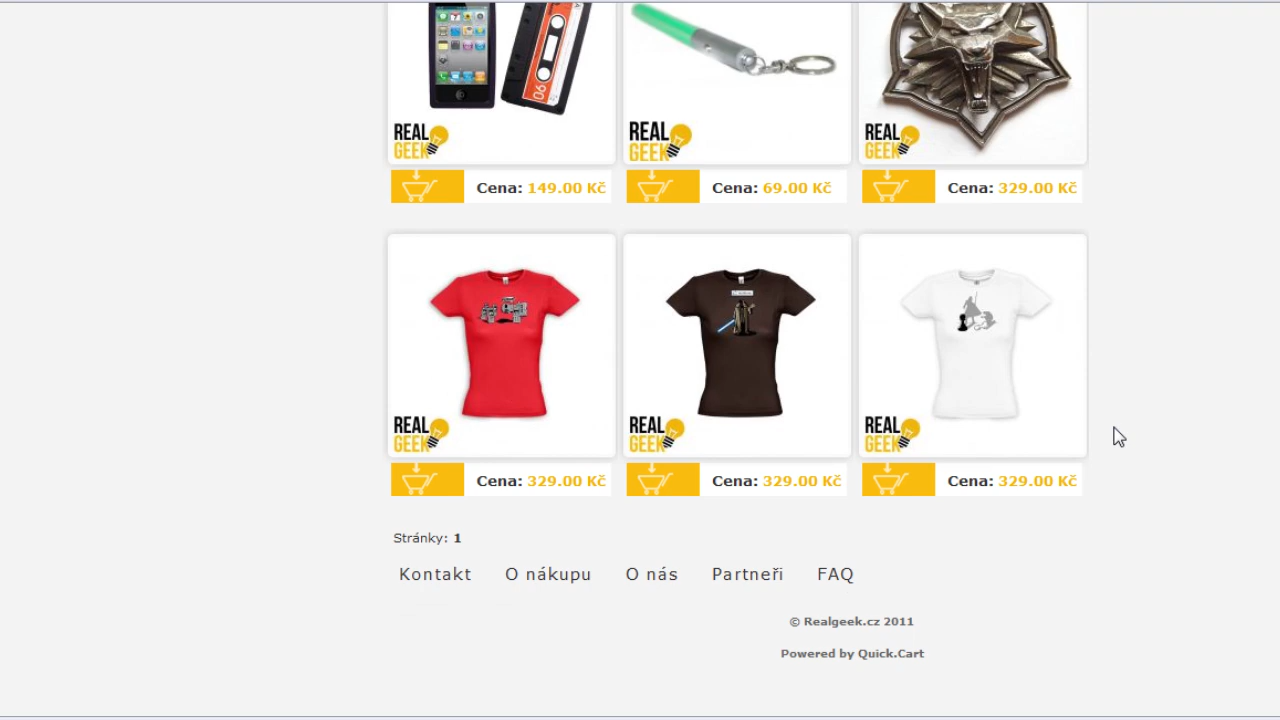 06
REAL
GEEK
REAL
GEEK
REAL
GEEK
Cena: 149.00 Kč
Cena: 69.00 Kč
Cena: 329.00 Kč
REAL
GEEK
REAL
GEEK
REAL
GEEK
Cena: 329.00 Kč
Cena: 329.00 Kč
Cena: 329.00 Kč
Stránky: 1
Kontakt O nákupu O nás Partneři FAQ
© Realgeek.cz 2011
Powered by Quick.Cart